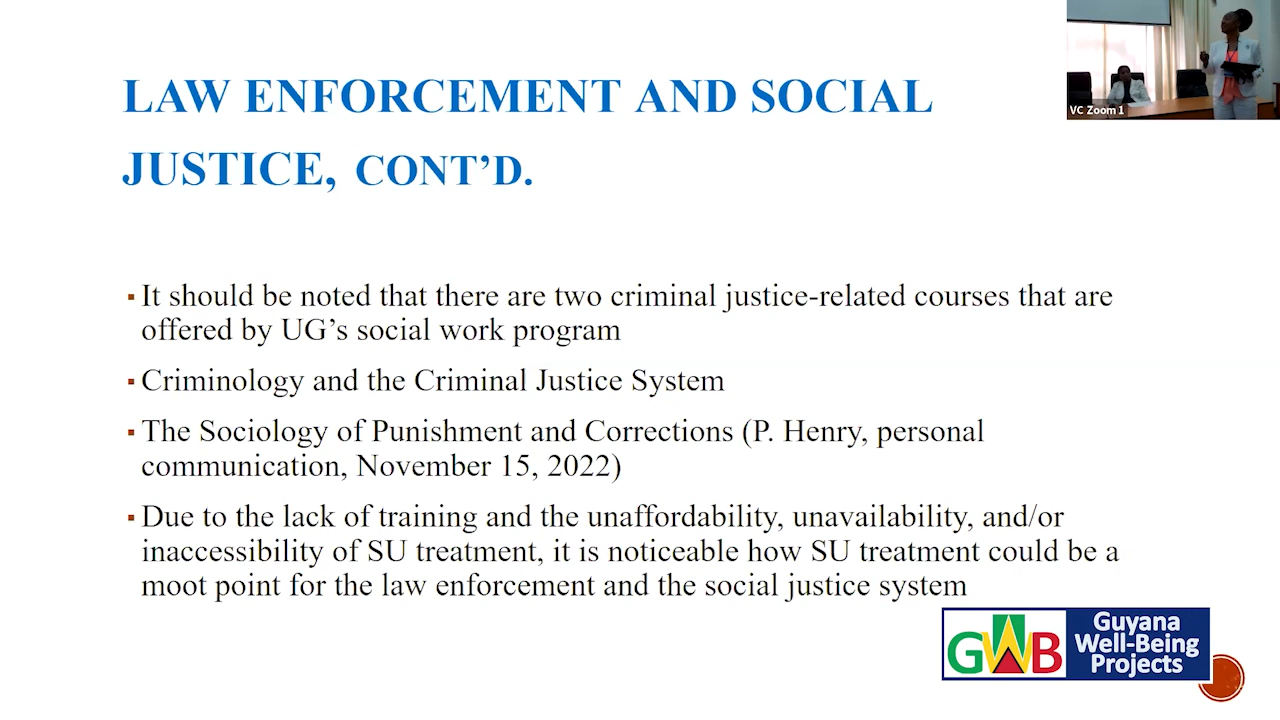 VC Zoom 1
LAW ENFORCEMENT AND SOCIAL
JUSTICE, CONT’D.
▪ It should be noted that there are two criminal justice-related courses that are
offered by UG’s social work program
▪ Criminology and the Criminal Justice System
▪ The Sociology of Punishment and Corrections (P. Henry, personal
communication, November 15, 2022)
▪ Due to the lack of training and the unaffordability, unavailability, and/or
inaccessibility of SU treatment, it is noticeable how SU treatment could be a
moot point for the law enforcement and the social justice system
GWB
Guyana
Well-Being
Projects